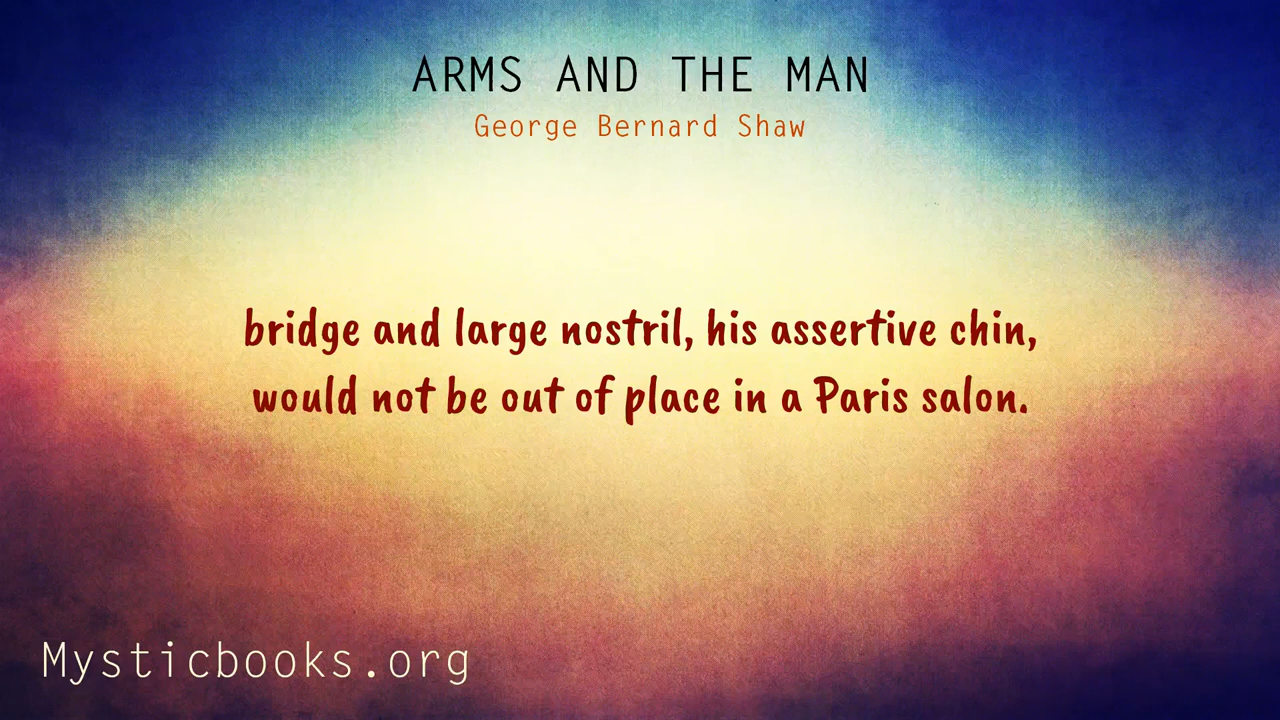 ARMS AND THE MAN
George Bernard Shaw
bridge and large nostril, his assertive chin,
would not be out of place in a Paris salon.
Mysticbooks.org